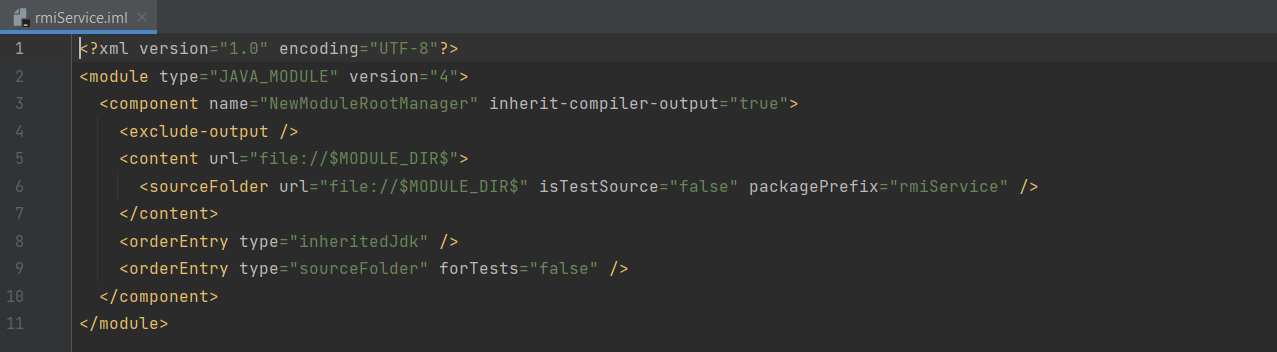 rmiService.iml
1 <?xml version="1.0" encoding="UTF-8"?>
2 <module type="JAVA_MODULE" version="4">
3   <component name="NewModuleRootManager" inherit-compiler-output="true">
4     <exclude-output />
5     <content url="file://$MODULE_DIR$">
6       <sourceFolder url="file://$MODULE_DIR$" isTestSource="false" packagePrefix="rmiService" />
7     </content>
8     <orderEntry type="inheritedJdk" />
9     <orderEntry type="sourceFolder" forTests="false" />
10   </component>
11 </module>